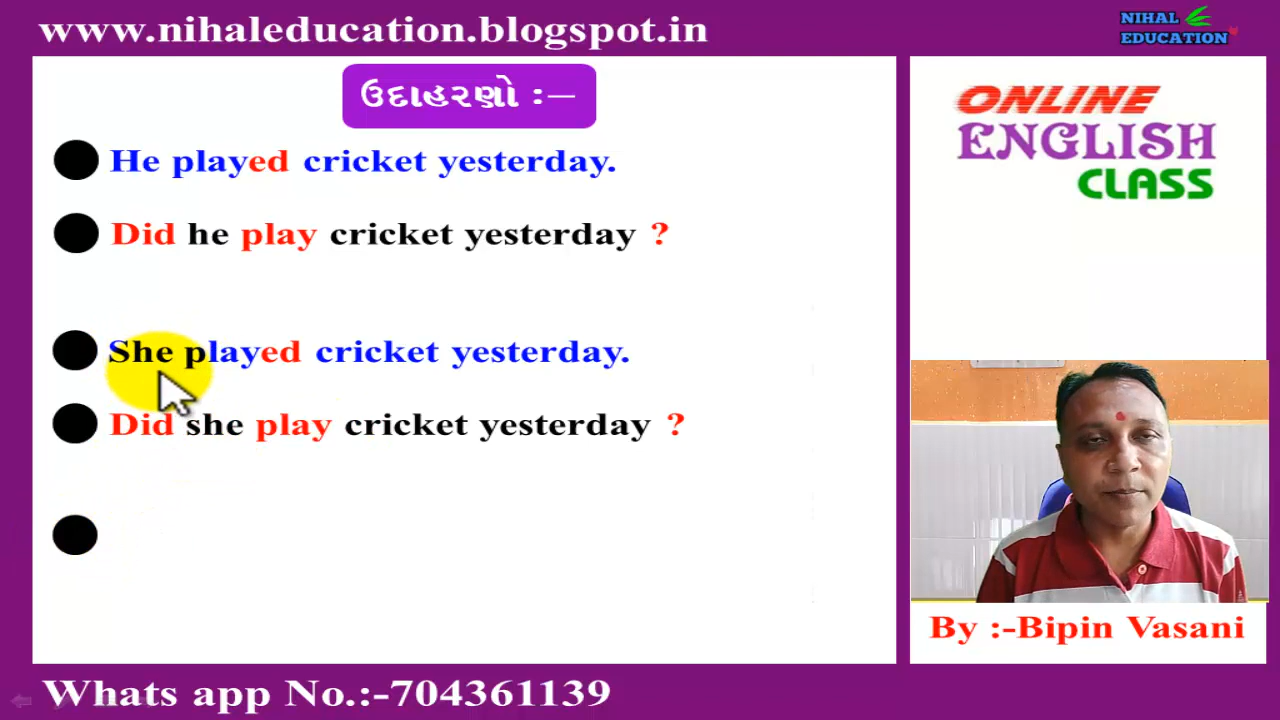 www.nihaleducation.blogspot.in
NIHAL
EDUCATION
ઉદાહરણો :–
He played cricket yesterday.
Did he play cricket yesterday ?
She played cricket yesterday.
Did she play cricket yesterday ?
ONLINE
ENGLISH
CLASS
By :-Bipin Vasani
Whats app No.:-704361139